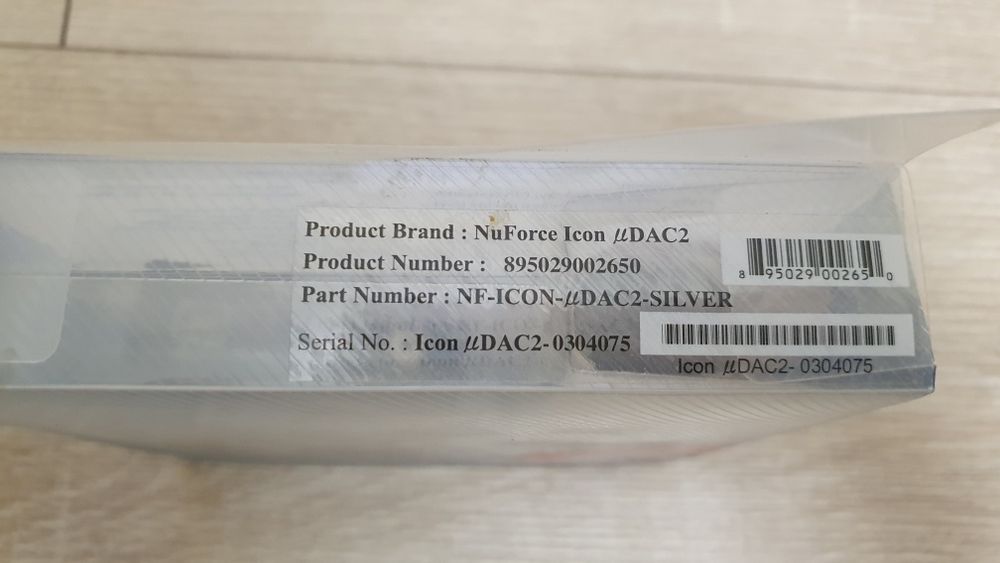 Product Brand : NuForce Icon µDAC2
Product Number : 895029002650
Part Number : NF-ICON-µDAC2-SILVER
Serial No. : Icon µDAC2- 0304075
8 95029 00265 0
Icon µDAC2- 0304075